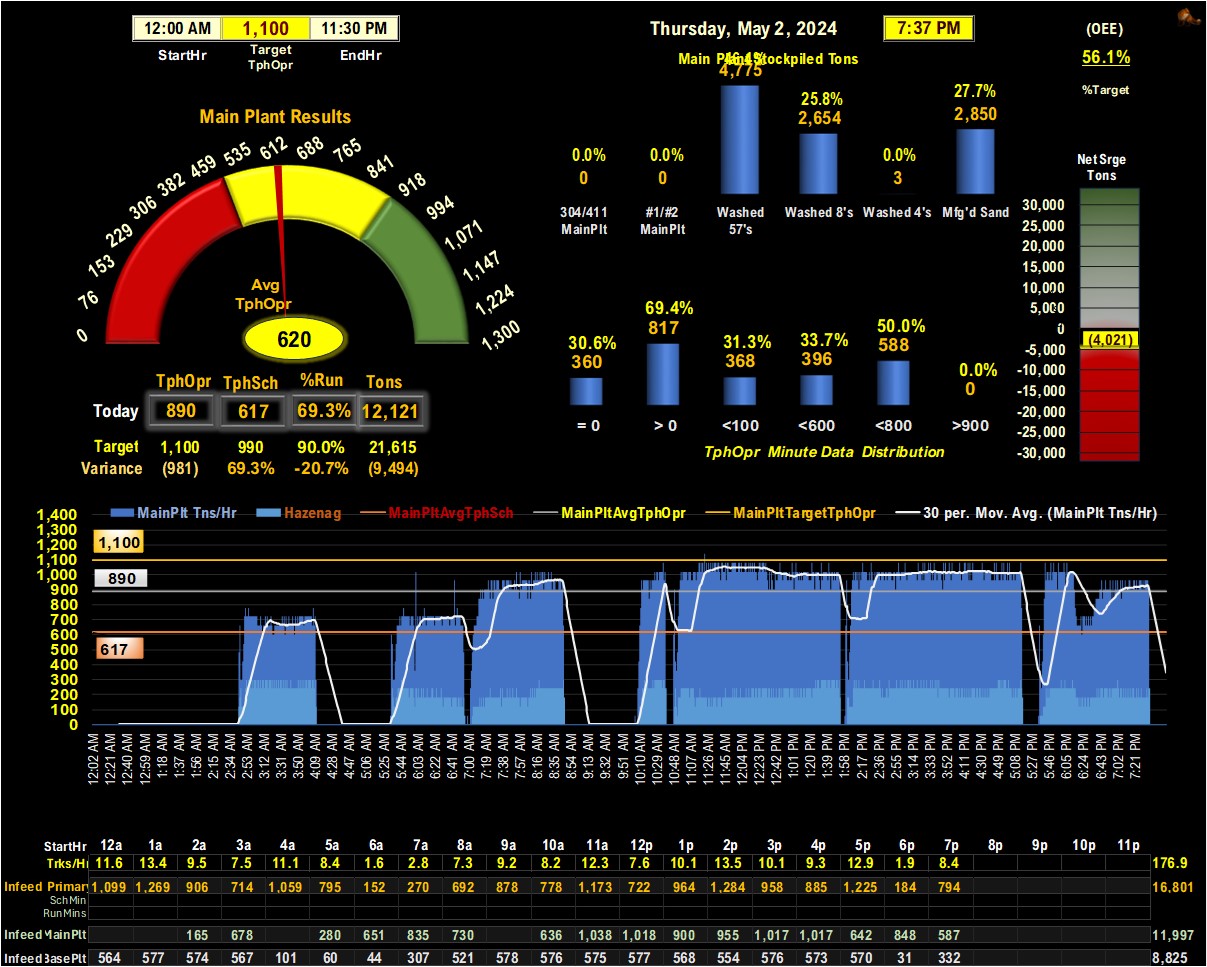 12:00 AM 1,100 11:30 PM
StartHr Target TphOpr EndHr
Thursday, May 2, 2024 7:37 PM
(OEE)
56.1%
%Target
Main Plant Stockpiled Tons
46.4% 25.8% 27.7%
4,775 2,654 2,850
0.0% 0.0% 0.0%
0 0 3
304/411 MainPlt #1/#2 MainPlt Washed 57's Washed 8's Washed 4's Mfg'd Sand
Main Plant Results
0 76 153 229 306 382 459 535 612 688 765 841 918 994 1,071 1,147 1,224 1,300
Avg
TphOpr
620
TphOpr TphSch %Run Tons
Today 890 617 69.3% 12,121
Target 1,100 990 90.0% 21,615
Variance (981) 69.3% -20.7% (9,494)
30.6% 69.4% 31.3% 33.7% 50.0% 0.0%
360 817 368 396 588 0
= 0 > 0 <100 <600 <800 >900
TphOpr Minute Data Distribution
Net Srge
Tons
30,000
25,000
20,000
15,000
10,000
5,000
0
(4,021)
-5,000
-10,000
-15,000
-20,000
-25,000
-30,000
MainPlt Tns/Hr Hazenag MainPltAvgTphSch MainPltAvgTphOpr MainPltTargetTphOpr 30 per. Mov. Avg. (MainPlt Tns/Hr)
1,400
1,300
1,200
1,100
1,000
900
800
700
600
500
400
300
200
100
0
1,100
890
617
12:02 AM 12:21 AM 12:40 AM 12:59 AM 1:18 AM 1:37 AM 1:56 AM 2:15 AM 2:34 AM 2:53 AM 3:12 AM 3:31 AM 3:50 AM 4:09 AM 4:28 AM 4:47 AM 5:06 AM 5:25 AM 5:44 AM 6:03 AM 6:22 AM 6:41 AM 7:00 AM 7:19 AM 7:38 AM 7:57 AM 8:16 AM 8:35 AM 8:54 AM 9:13 AM 9:32 AM 9:51 AM 10:10 AM 10:29 AM 10:48 AM 11:07 AM 11:26 AM 11:45 AM 12:04 PM 12:23 PM 12:42 PM 1:01 PM 1:20 PM 1:39 PM 1:58 PM 2:17 PM 2:36 PM 2:55 PM 3:14 PM 3:33 PM 3:52 PM 4:11 PM 4:30 PM 4:49 PM 5:08 PM 5:27 PM 5:46 PM 6:05 PM 6:24 PM 6:43 PM 7:02 PM 7:21 PM
StartHr 12a 1a 2a 3a 4a 5a 6a 7a 8a 9a 10a 11a 12p 1p 2p 3p 4p 5p 6p 7p 8p 9p 10p 11p
Trks/Hr 11.6 13.4 9.5 7.5 11.1 8.4 1.6 2.8 7.3 9.2 8.2 12.3 7.6 10.1 13.5 10.1 9.3 12.9 1.9 8.4 176.9
Infeed Primary 1,099 1,269 906 714 1,059 795 152 270 692 878 778 1,173 722 964 1,284 958 885 1,225 184 794 16,801
SchMin
RunMins
Infeed MainPlt 165 678 280 651 835 730 636 1,038 1,018 900 955 1,017 1,017 642 848 587 11,997
Infeed BasePlt 564 577 574 567 101 60 44 307 521 578 576 575 577 568 554 576 573 570 31 332 8,825